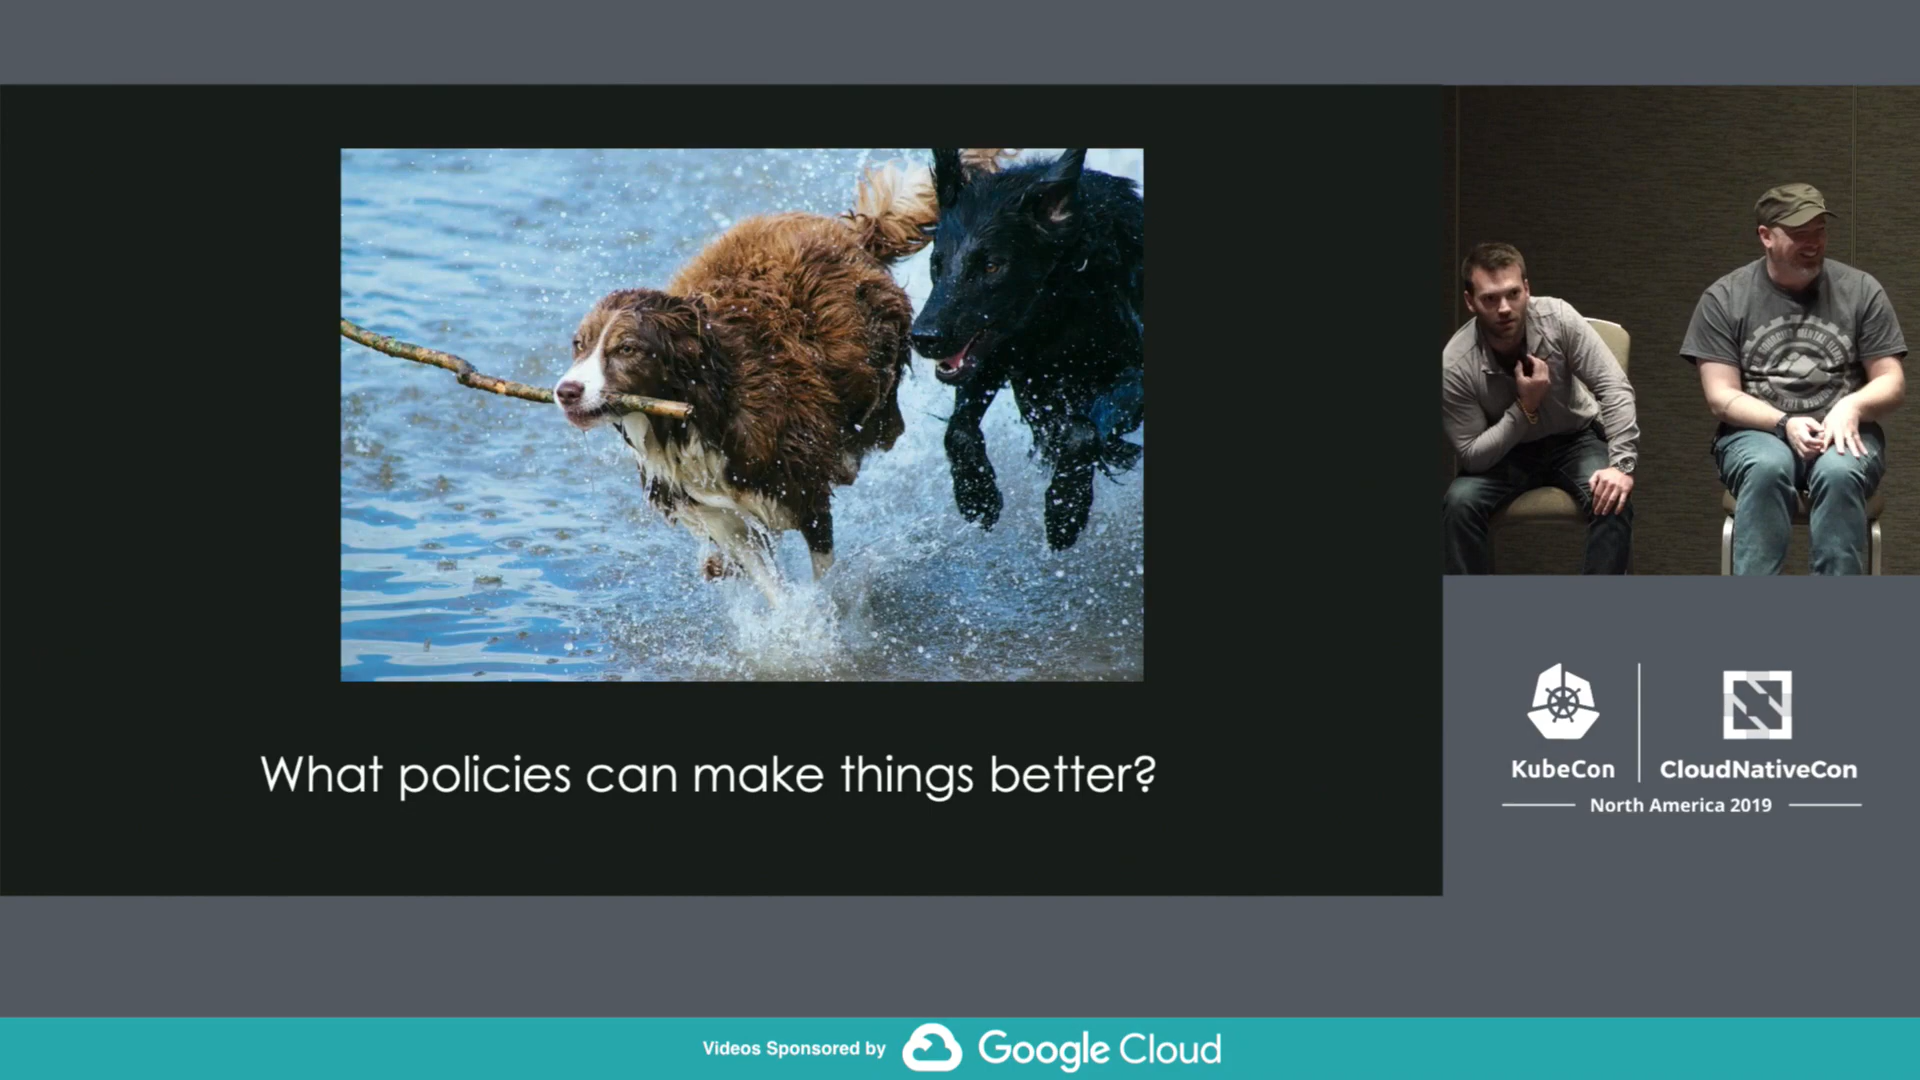 What policies can make things better?
KubeCon
CloudNativeCon
North America 2019
Videos Sponsored by
Google Cloud